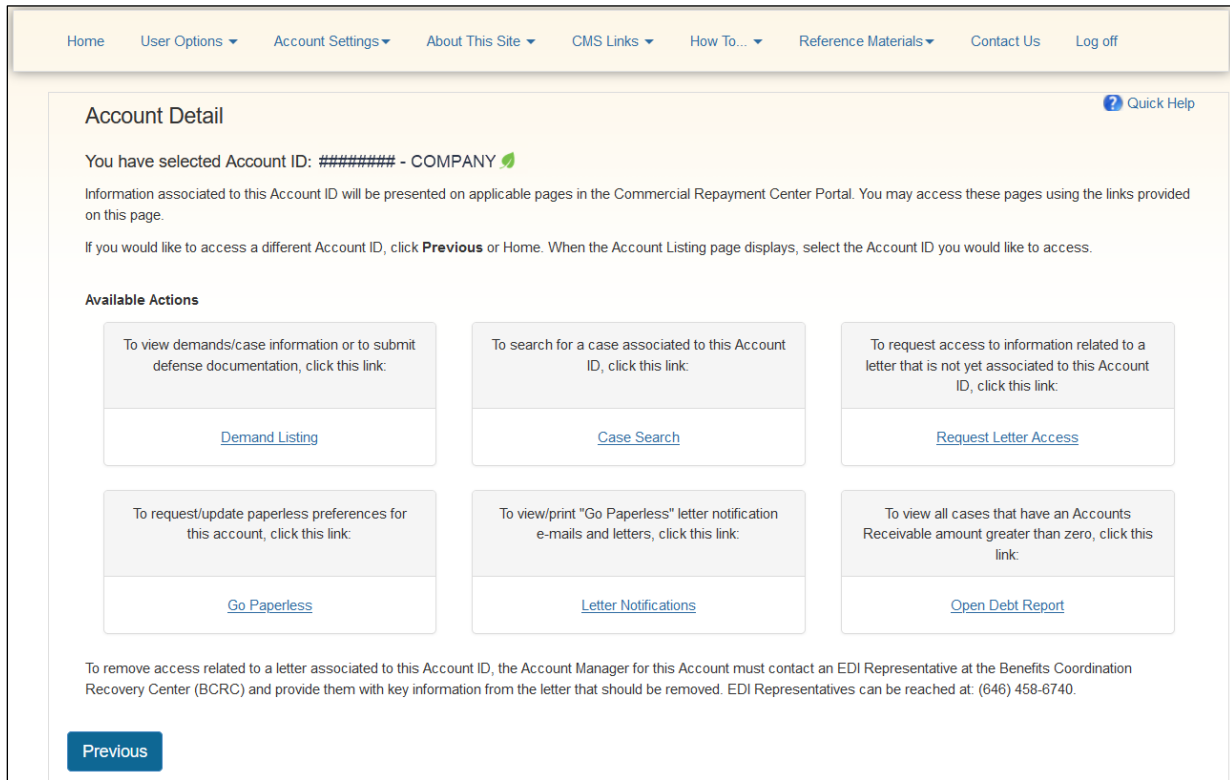 Home User Options Account Settings About This Site CMS Links How To... Reference Materials Contact Us Log off
Quick Help
Account Detail
You have selected Account ID: ######## - COMPANY
Information associated to this Account ID will be presented on applicable pages in the Commercial Repayment Center Portal. You may access these pages using the links provided
on this page.
If you would like to access a different Account ID, click Previous or Home. When the Account Listing page displays, select the Account ID you would like to access.
Available Actions
To view demands/case information or to submit
defense documentation, click this link:
Demand Listing
To search for a case associated to this Account
ID, click this link:
Case Search
To request access to information related to a
letter that is not yet associated to this Account
ID, click this link:
Request Letter Access
To request/update paperless preferences for
this account, click this link:
Go Paperless
To view/print "Go Paperless" letter notification
e-mails and letters, click this link:
Letter Notifications
To view all cases that have an Accounts
Receivable amount greater than zero, click this
link:
Open Debt Report
To remove access related to a letter associated to this Account ID, the Account Manager for this Account must contact an EDI Representative at the Benefits Coordination
Recovery Center (BCRC) and provide them with key information from the letter that should be removed. EDI Representatives can be reached at: (646) 458-6740.
Previous